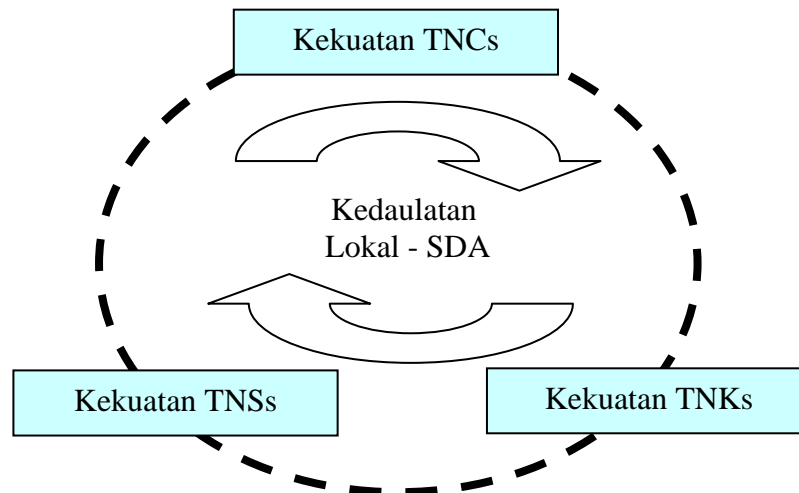 Kekuatan TNCs
Kedaulatan
Lokal - SDA
Kekuatan TNSs
Kekuatan TNKs